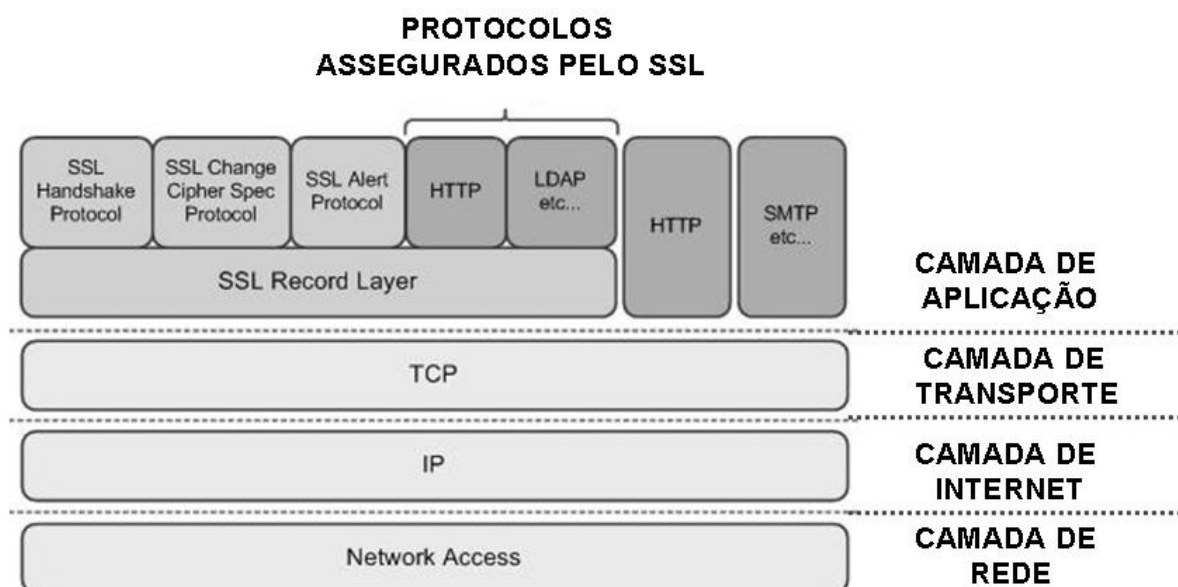 PROTOCOLOS
ASSEGURADOS PELO SSL
SSL
Handshake
Protocol
SSL Change
Cipher Spec
Protocol
SSL Alert
Protocol
HTTP
LDAP
etc...
HTTP
SMTP
etc...
SSL Record Layer
CAMADA DE
APLICAÇÃO
TCP
CAMADA DE
TRANSPORTE
IP
CAMADA DE
INTERNET
Network Access
CAMADA DE
REDE